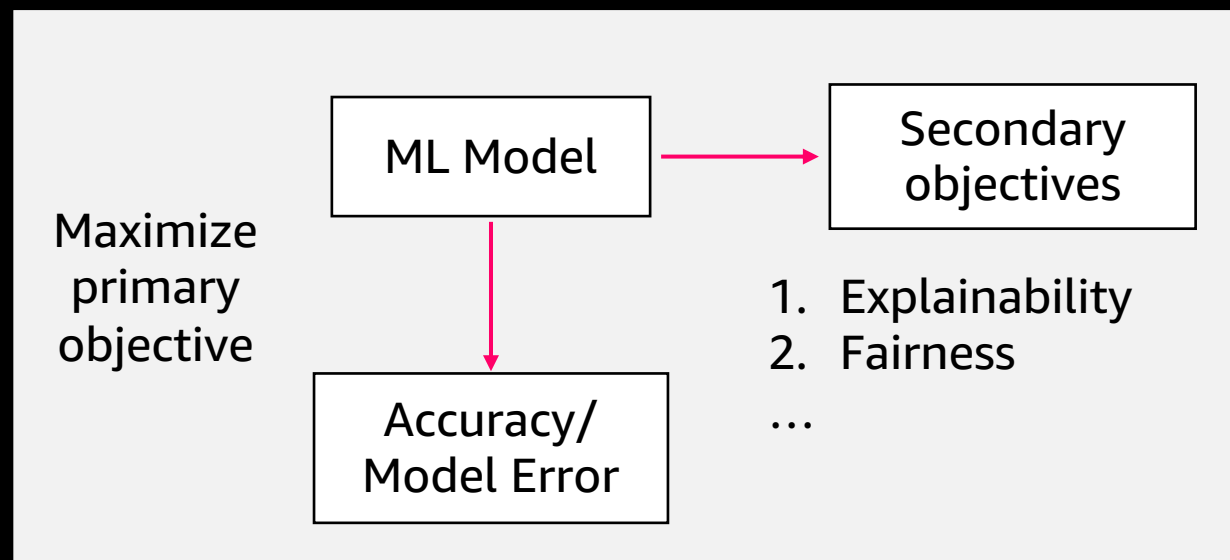 ML Model
Secondary
objectives
Maximize
primary
objective
1. Explainability
2. Fairness
...
Accuracy/
Model Error